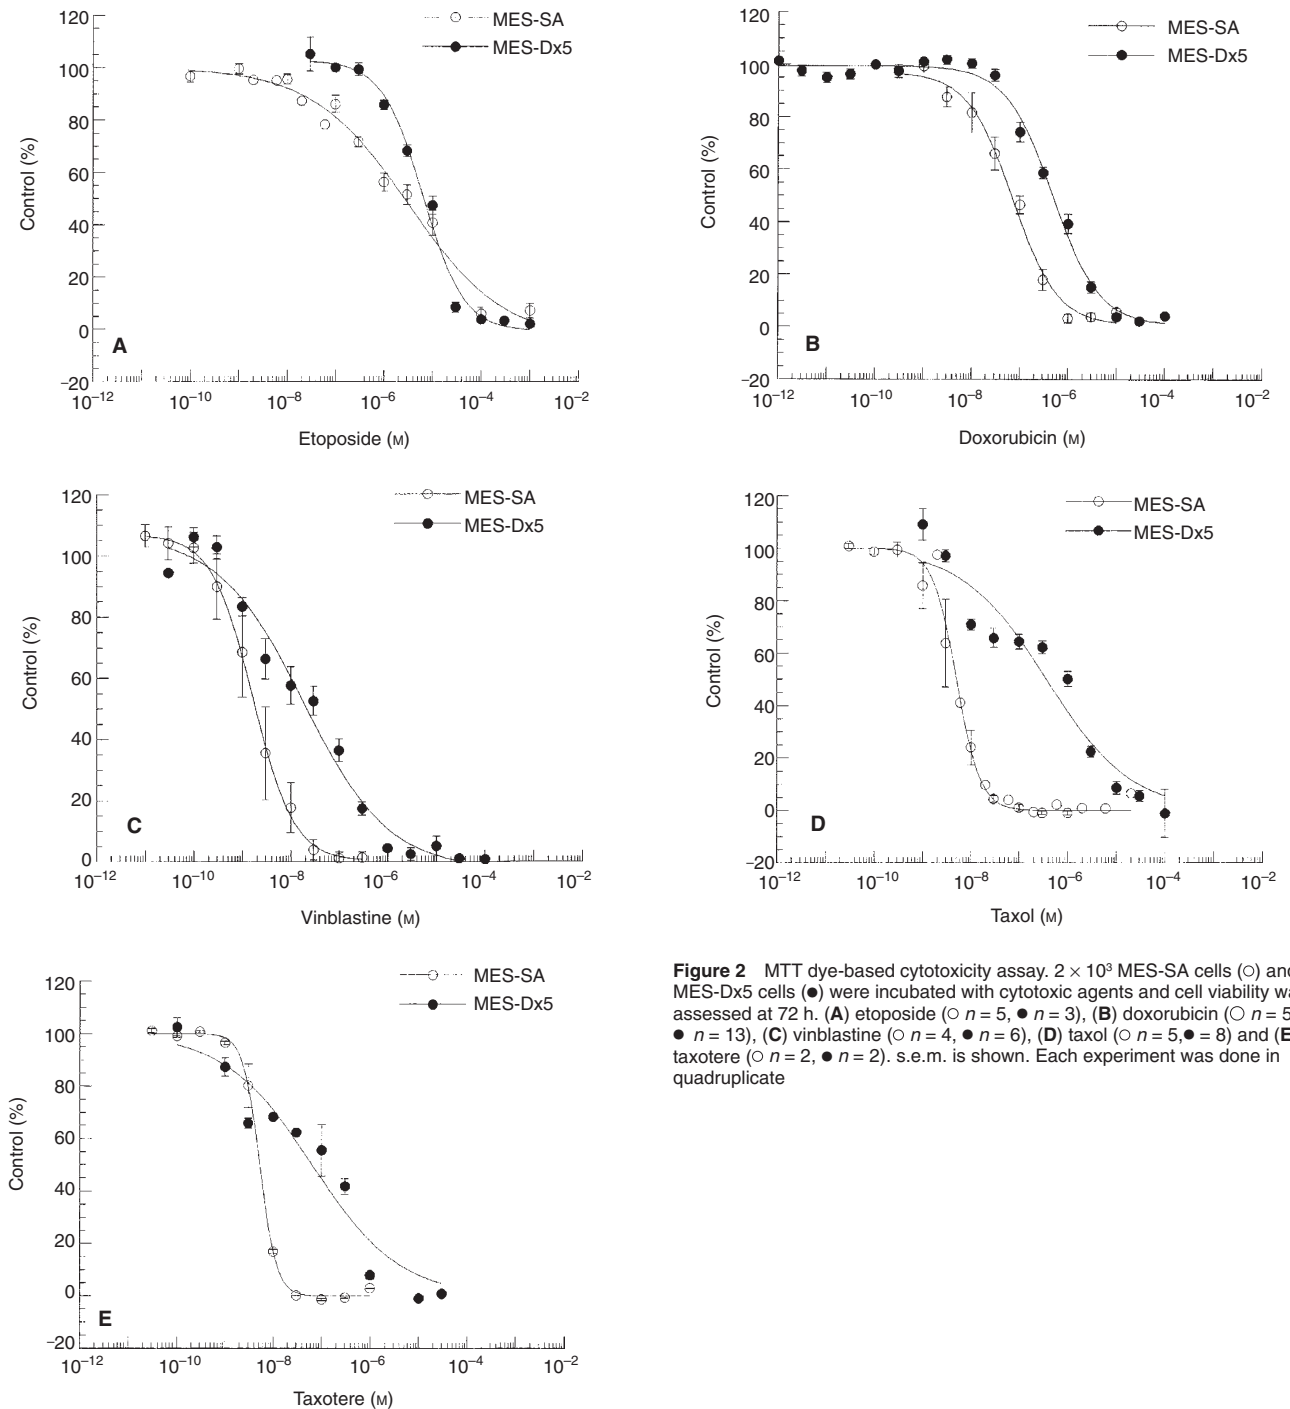 120
100
80
60
40
20
0
–20
Control (%)
MES-SA
MES-Dx5
A
10–12
10–10
10–8
10–6
10–4
10–2
Etoposide (M)
120
100
80
60
40
20
0
–20
Control (%)
MES-SA
MES-Dx5
B
10–12
10–10
10–8
10–6
10–4
10–2
Doxorubicin (M)
120
100
80
60
40
20
0
Control (%)
MES-SA
MES-Dx5
C
10–12
10–10
10–8
10–6
10–4
10–2
Vinblastine (M)
120
100
80
60
40
20
0
–20
Control (%)
MES-SA
MES-Dx5
D
10–12
10–10
10–8
10–6
10–4
10–2
Taxol (M)
120
100
80
60
40
20
0
–20
Control (%)
MES-SA
MES-Dx5
E
10–12
10–10
10–8
10–6
10–4
10–2
Taxotere (M)
Figure 2 MTT dye-based cytotoxicity assay. 2 × 10³ MES-SA cells (○) and
MES-Dx5 cells (●) were incubated with cytotoxic agents and cell viability wa
assessed at 72 h. (A) etoposide (○ n = 5, ● n = 3), (B) doxorubicin (○ n = 5
● n = 13), (C) vinblastine (○ n = 4, ● n = 6), (D) taxol (○ n = 5,● = 8) and (E
taxotere (○ n = 2, ● n = 2). s.e.m. is shown. Each experiment was done in
quadruplicate